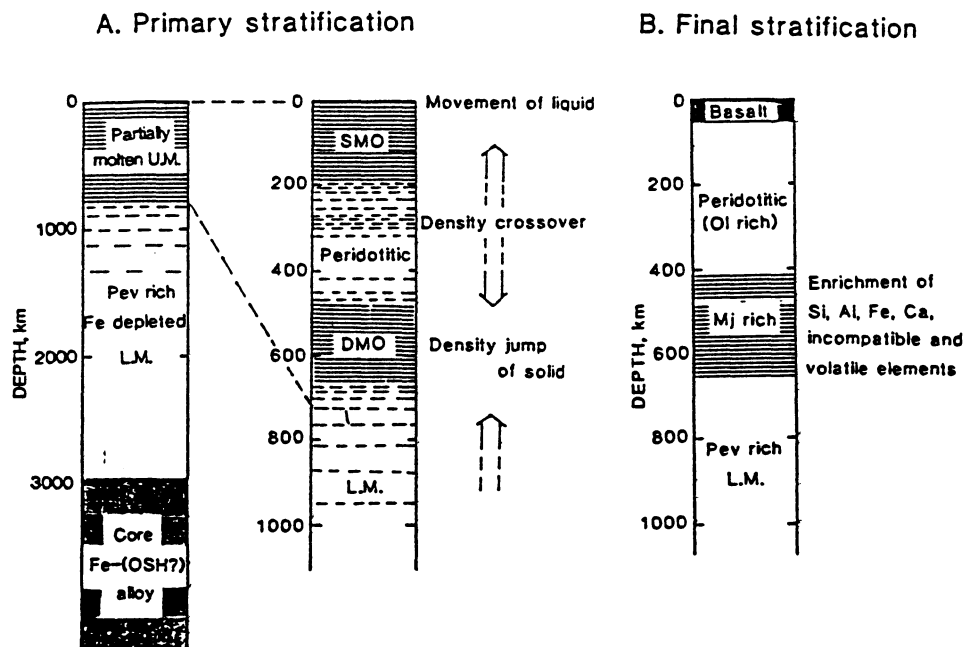 A. Primary stratification
B. Final stratification
DEPTH, km
0
1000
2000
3000
Partially
molten U.M.
Pev rich
Fe depleted
L.M.
Core
Fe-(OSH?)
alloy
0
200
400
600
800
1000
SMO
Peridotitic
DMO
L.M.
Movement of liquid
Density crossover
Density jump
of solid
DEPTH, km
0
200
400
600
800
1000
Basalt
Peridotitic
(Ol rich)
Mj rich
Pev rich
L.M.
Enrichment of
Si, Al, Fe, Ca,
incompatible and
volatile elements